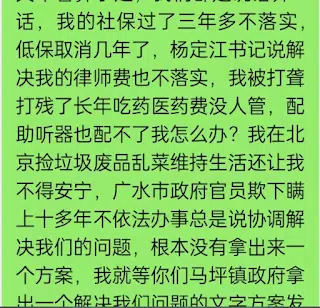 话，我的社保过了三年多不落实，
低保取消几年了，杨定江书记说解
决我的律师费也不落实，我被打聋
打残了长年吃药医药费没人管，配
助听器也配不了我怎么办？我在北
京捡垃圾废品乱菜维持生活还让我
不得安宁，广水市政府官员欺下瞒
上十多年不依法办事总是说协调解
决我们的问题，根本没有拿出来一
个方案，我就等你们马坪镇政府拿
出一个解决我们问题的文字方案发